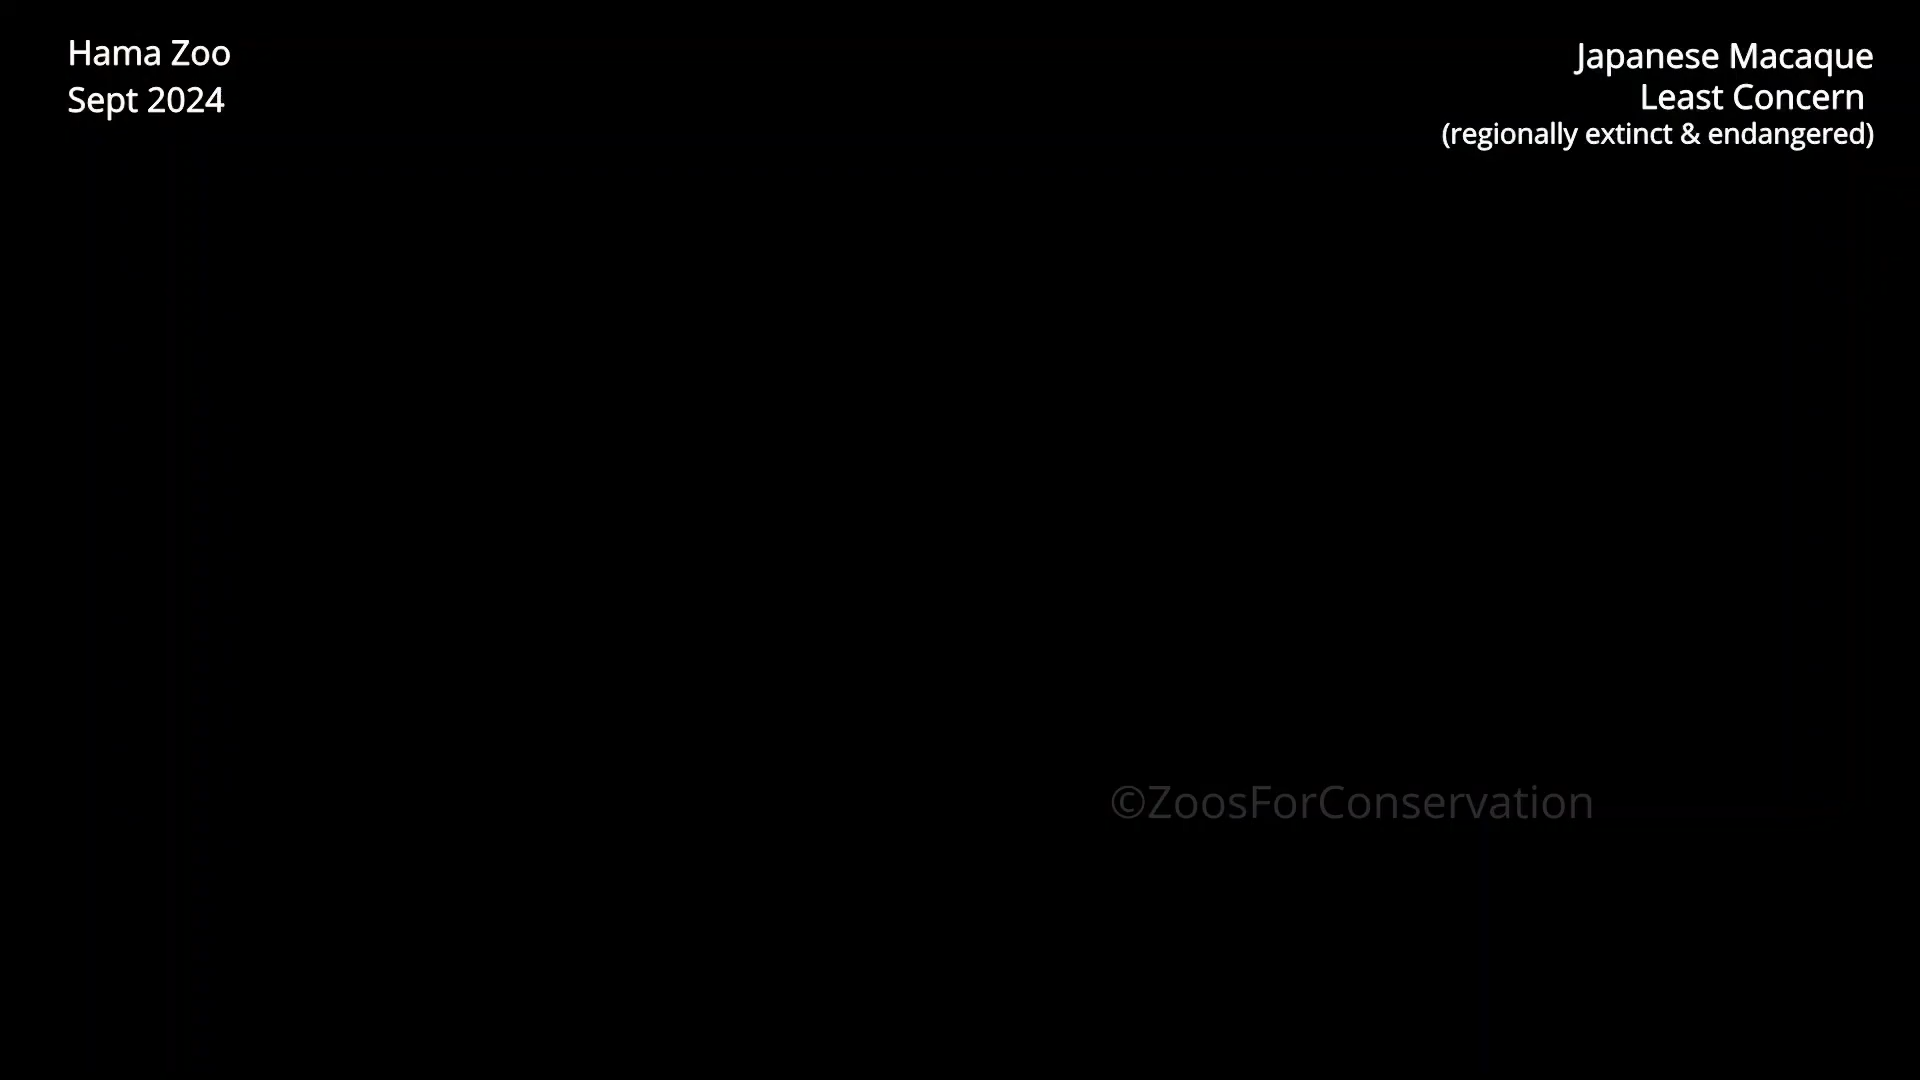 Hama Zoo
Sept 2024
Japanese Macaque
Least Concern
(regionally extinct & endangered)
©ZoosForConservation